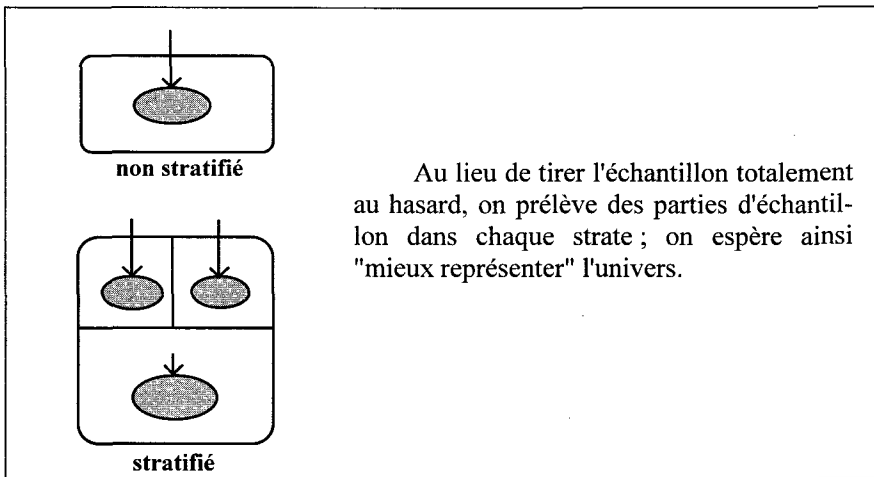 non stratifié
Au lieu de tirer l'échantillon totalement
au hasard, on prélève des parties d'échantil-
lon dans chaque strate ; on espère ainsi
"mieux représenter" l'univers.
stratifié